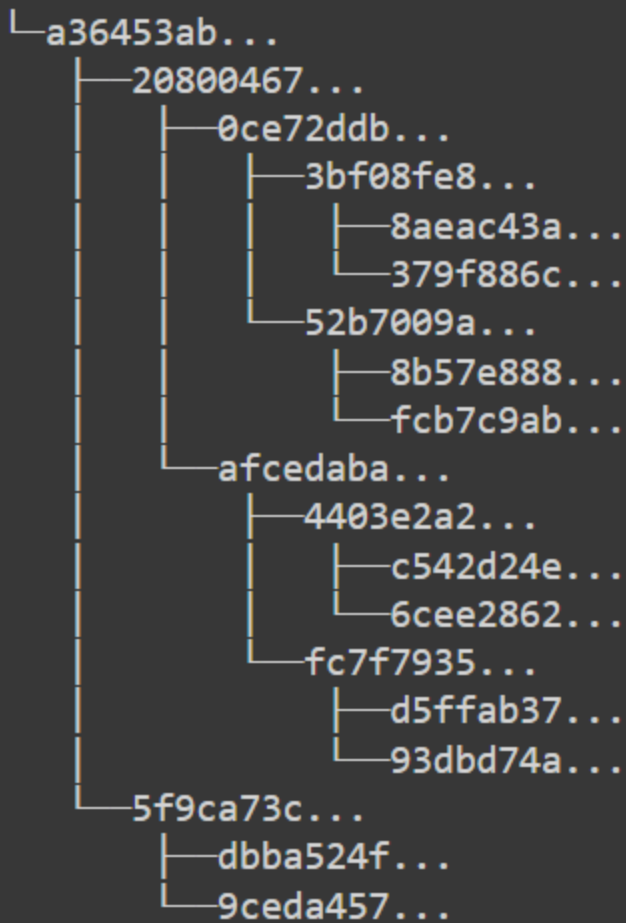 └─a36453ab...
   ├──20800467...
   │  ├──0ce72ddb...
   │  │  ├──3bf08fe8...
   │  │  │  ├──8aeac43a...
   │  │  │  └──379f886c...
   │  │  └──52b7009a...
   │  │     ├──8b57e888...
   │  │     └──fcb7c9ab...
   │  └──afcedaba...
   │     ├──4403e2a2...
   │     │  ├──c542d24e...
   │     │  └──6cee2862...
   │     └──fc7f7935...
   │        ├──d5ffab37...
   │        └──93dbd74a...
   └──5f9ca73c...
      ├──dbba524f...
      └──9ceda457...